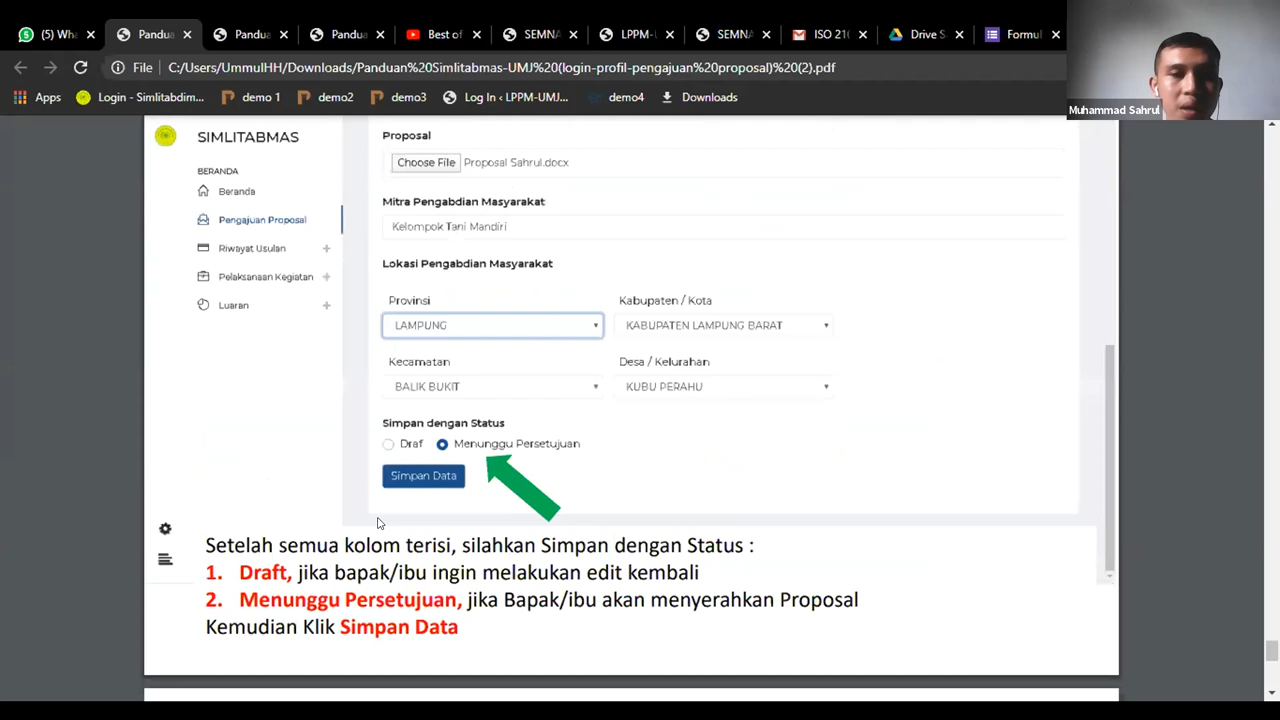 (5) Wha
Pandua
Pandua
Pandua
Best of
SEMNA
LPPM-U
SEMNA
ISO 210
Drive S
Formul
File C:/Users/UmmulHH/Downloads/Panduan%20Simlitabmas-UMJ%20(login-profil-pengajuan%20proposal)%20(2).pdf
Muhammad Sahrul
Apps Login - Simlitabdim... demo 1 demo2 demo3 Log In ‹ LPPM-UMJ... demo4 Downloads
SIMLITABMAS
BERANDA
Beranda
Pengajuan Proposal
Riwayat Usulan
Pelaksanaan Kegiatan
Luaran
Proposal
Choose File Proposal Sahrul.docx
Mitra Pengabdian Masyarakat
Kelompok Tani Mandiri
Lokasi Pengabdian Masyarakat
Provinsi Kabupaten / Kota
LAMPUNG KABUPATEN LAMPUNG BARAT
Kecamatan Desa / Kelurahan
BALIK BUKIT KUBU PERAHU
Simpan dengan Status
Draf Menunggu Persetujuan
Simpan Data
Setelah semua kolom terisi, silahkan Simpan dengan Status :
1. Draft, jika bapak/ibu ingin melakukan edit kembali
2. Menunggu Persetujuan, jika Bapak/ibu akan menyerahkan Proposal
Kemudian Klik Simpan Data